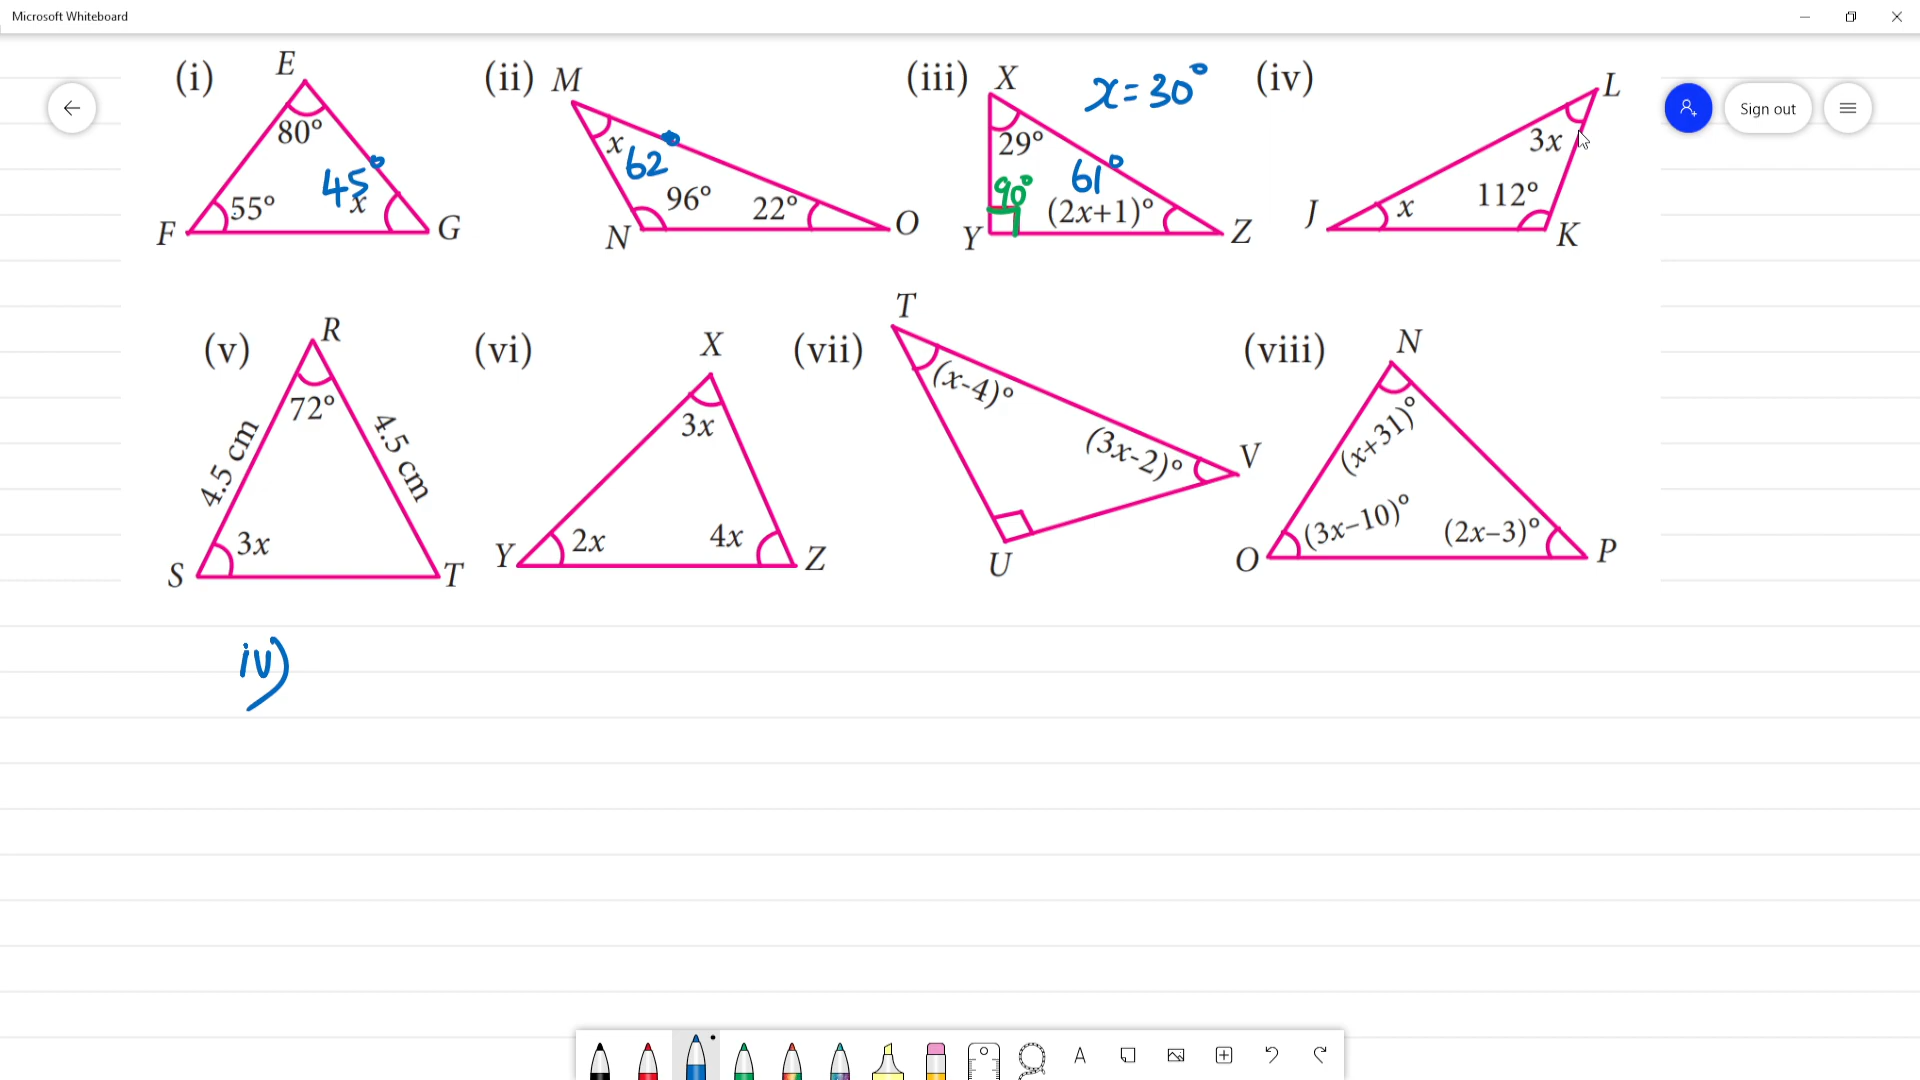 Microsoft Whiteboard
Sign out
(i) E 80° 55° 45° x F G
(ii) M x 62° 96° 22° N O
(iii) X x = 30° 29° 90° 61° (2x+1)° Y Z
(iv) L 3x 112° x J K
(v) R 72° 4.5 cm 4.5 cm 3x S T
(vi) X 3x 2x 4x Y Z
(vii) T (x-4)° (3x-2)° V U
(viii) N (x+31)° (3x−10)° (2x−3)° O P
iv)
A